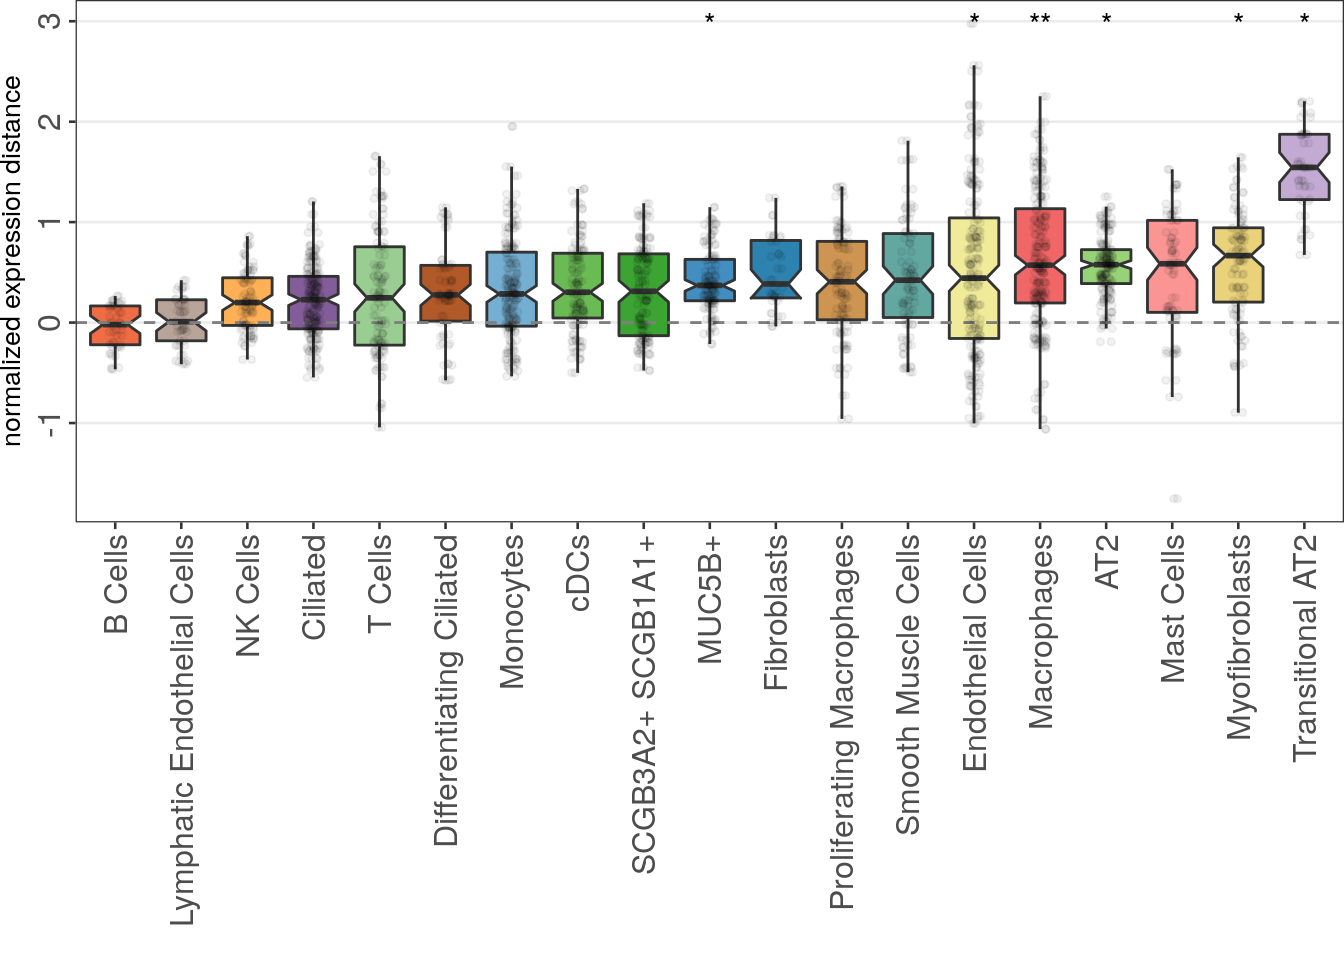 normalized expression distance
3
2
1
0
-1
* * ** * * *
B Cells
Lymphatic Endothelial Cells
NK Cells
Ciliated
T Cells
Differentiating Ciliated
Monocytes
cDCs
SCGB3A2+ SCGB1A1+
MUC5B+
Fibroblasts
Proliferating Macrophages
Smooth Muscle Cells
Endothelial Cells
Macrophages
AT2
Mast Cells
Myofibroblasts
Transitional AT2